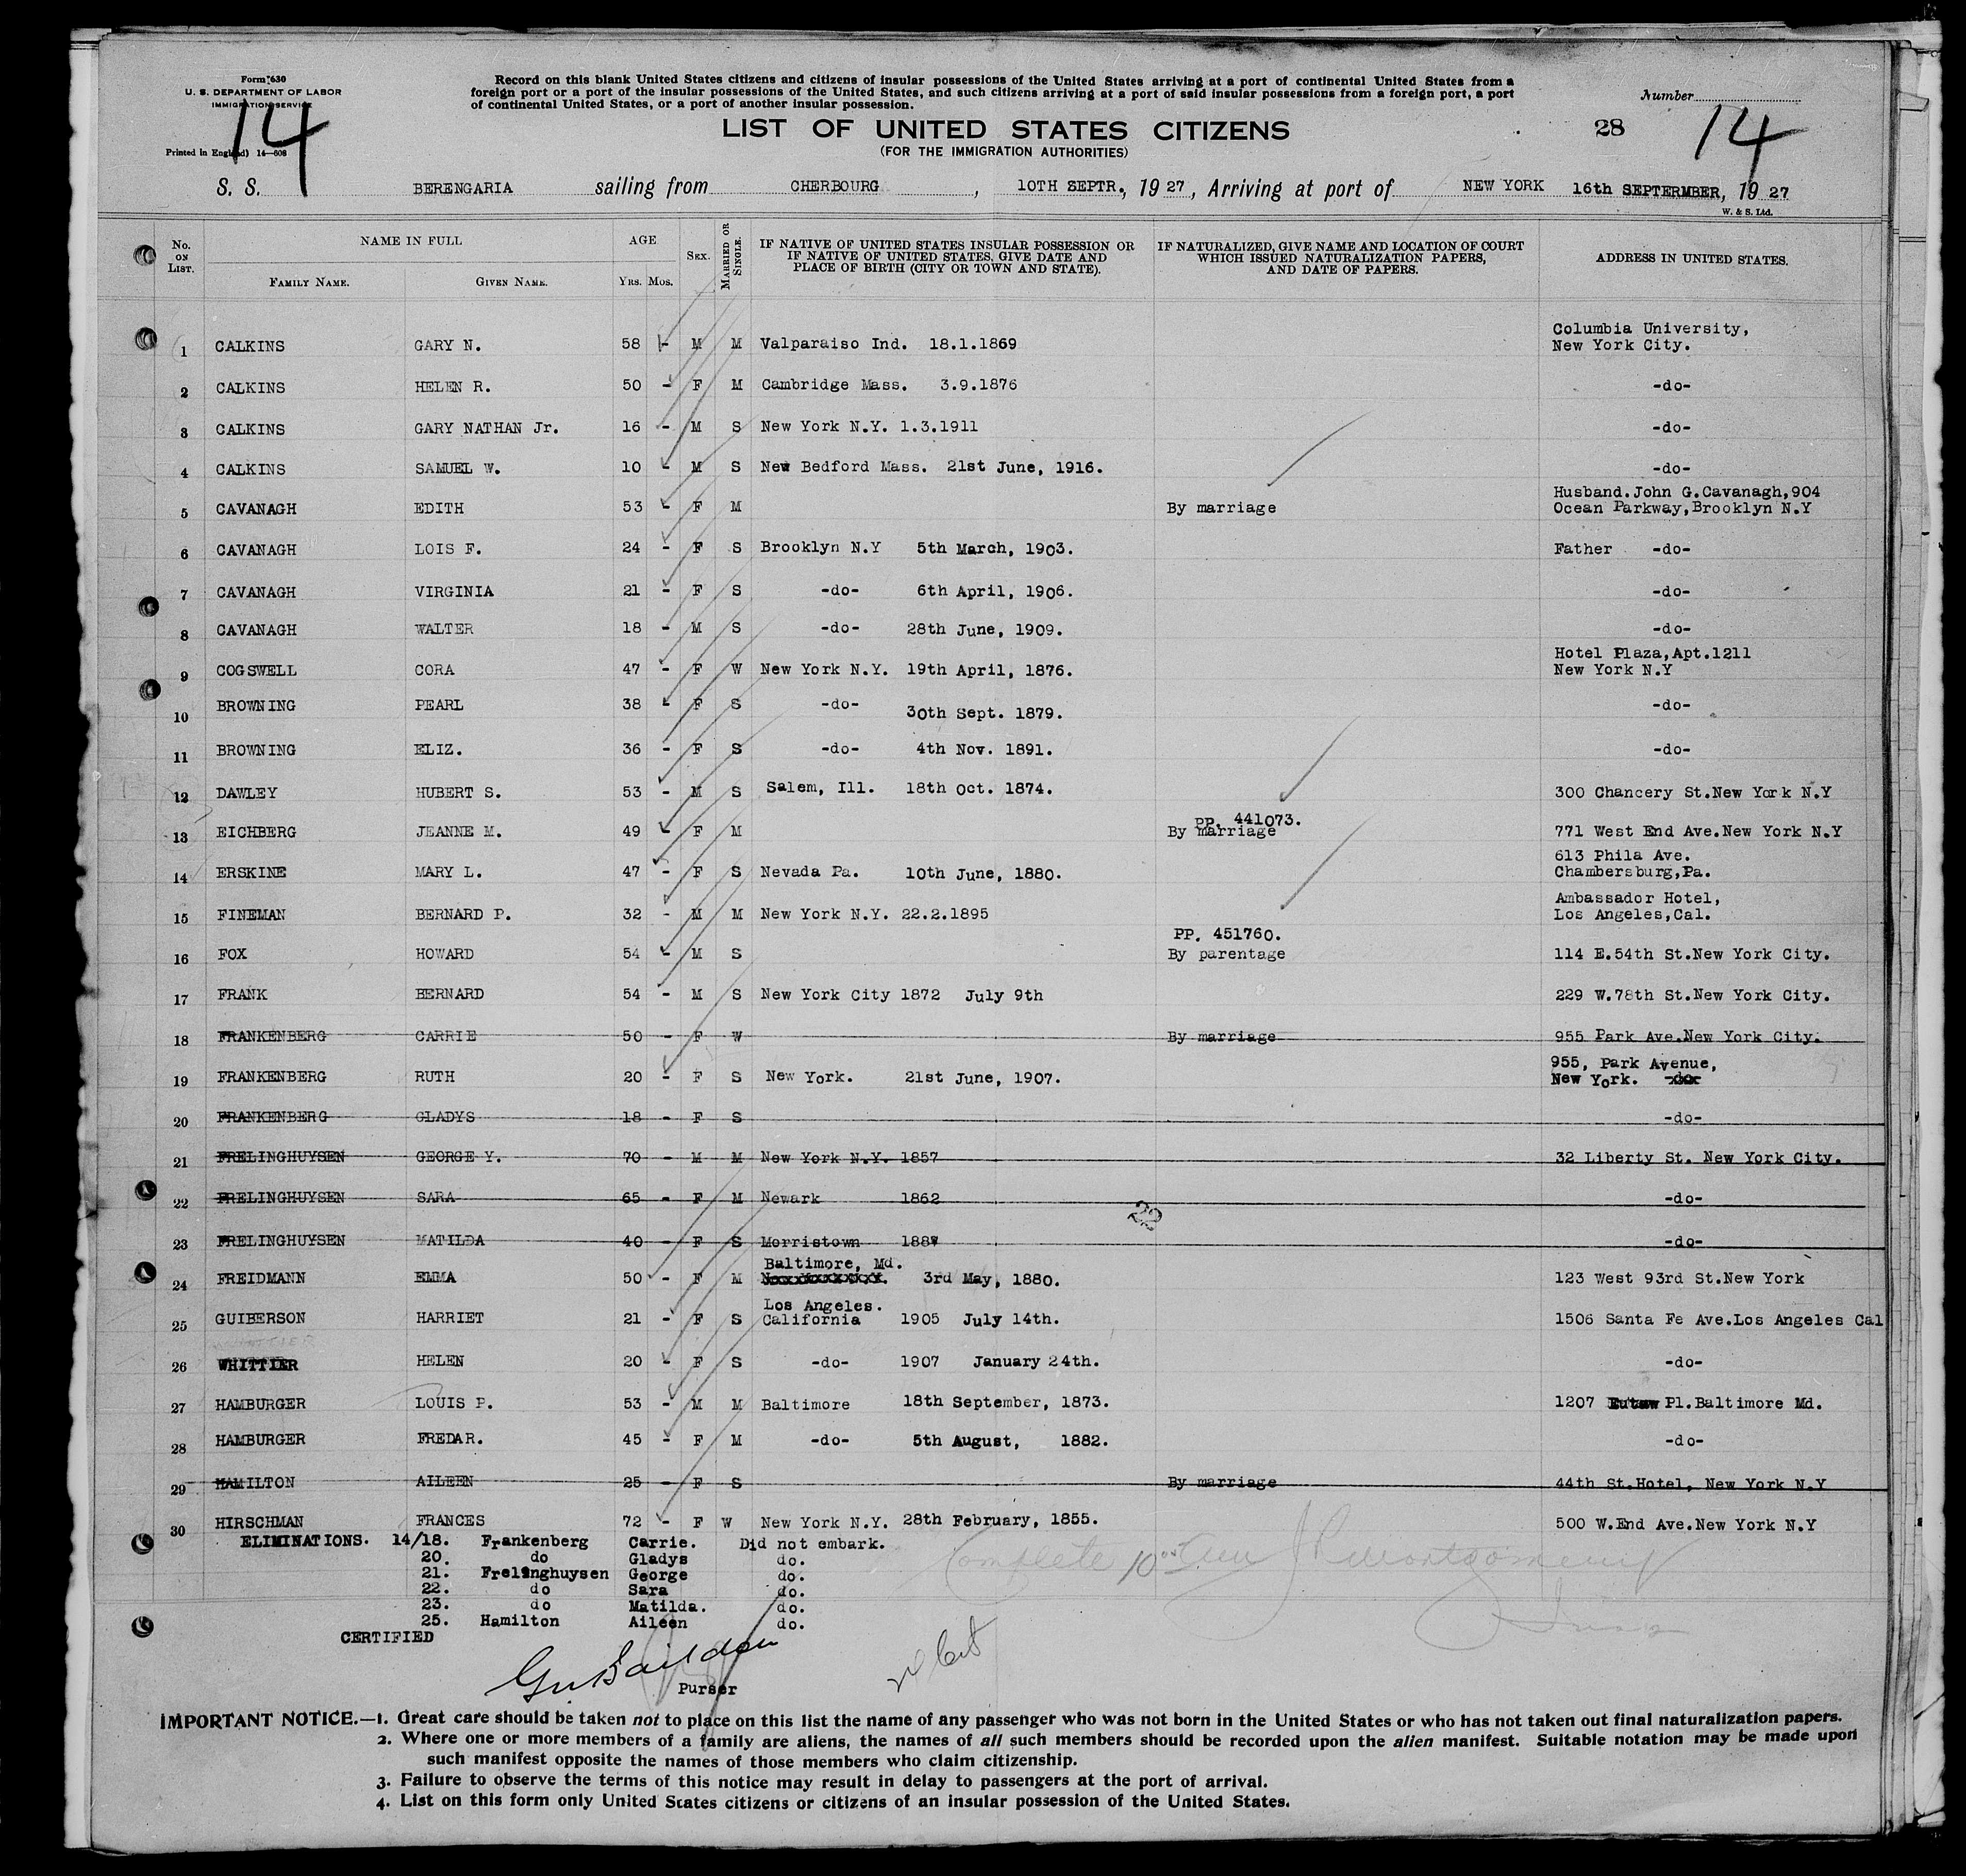 Form 630
U. S. DEPARTMENT OF LABOR
IMMIGRATION SERVICE
14
Printed in England) 14—608
Record on this blank United States citizens and citizens of insular possessions of the United States arriving at a port of continental United States from a
foreign port or a port of the insular possessions of the United States, and such citizens arriving at a port of said insular possessions from a foreign port, a port
of continental United States, or a port of another insular possession.
Number
LIST OF UNITED STATES CITIZENS
28 14
(FOR THE IMMIGRATION AUTHORITIES)
S. S. BERENGARIA sailing from CHERBOURG , 10TH SEPTR., 19 27, Arriving at port of NEW YORK 16th SEPTERMBER, 19 27
W. & S. Ltd.
No. ON LIST. NAME IN FULL AGE SEX. MARRIED OR SINGLE. IF NATIVE OF UNITED STATES INSULAR POSSESSION OR IF NATIVE OF UNITED STATES, GIVE DATE AND PLACE OF BIRTH (CITY OR TOWN AND STATE). IF NATURALIZED, GIVE NAME AND LOCATION OF COURT WHICH ISSUED NATURALIZATION PAPERS, AND DATE OF PAPERS. ADDRESS IN UNITED STATES.
FAMILY NAME. GIVEN NAME. YRS. MOS.
Columbia University,
1 CALKINS GARY N. 58 - M M Valparaiso Ind. 18.1.1869 New York City.
2 CALKINS HELEN R. 50 - F M Cambridge Mass. 3.9.1876 -do-
3 CALKINS GARY NATHAN Jr. 16 - M S New York N.Y. 1.3.1911 -do-
4 CALKINS SAMUEL W. 10 - M S New Bedford Mass. 21st June, 1916. -do-
Husband.John G.Cavanagh,904
5 CAVANAGH EDITH 53 - F M By marriage Ocean Parkway,Brooklyn N.Y
6 CAVANAGH LOIS F. 24 - F S Brooklyn N.Y 5th March, 1903. Father -do-
7 CAVANAGH VIRGINIA 21 - F S -do- 6th April, 1906. -do-
8 CAVANAGH WALTER 18 - M S -do- 28th June, 1909. -do-
Hotel Plaza,Apt.1211
9 COGSWELL CORA 47 - F W New York N.Y. 19th April, 1876. New York N.Y
10 BROWNING PEARL 38 - F S -do- 30th Sept. 1879. -do-
11 BROWNING ELIZ. 36 - F S -do- 4th Nov. 1891. -do-
12 DAWLEY HUBERT S. 53 - M S Salem, Ill. 18th Oct. 1874. 300 Chancery St.New York N.Y
PP. 441073.
13 EICHBERG JEANNE M. 49 - F M By marriage 771 West End Ave.New York N.Y
613 Phila Ave.
14 ERSKINE MARY L. 47 - F S Nevada Pa. 10th June, 1880. Chambersburg,Pa.
Ambassador Hotel,
15 FINEMAN BERNARD P. 32 - M M New York N.Y. 22.2.1895 Los Angeles,Cal.
PP. 451760.
16 FOX HOWARD 54 - M S By parentage 114 E.54th St.New York City.
17 FRANK BERNARD 54 - M S New York City 1872 July 9th 229 W.78th St.New York City.
18 FRANKENBERG CARRIE 50 - F W By marriage 955 Park Ave.New York City.
955, Park Avenue,
19 FRANKENBERG RUTH 20 - F S New York. 21st June, 1907. New York.
20 FRANKENBERG GLADYS 18 - F S -do-
21 FRELINGHUYSEN GEORGE Y. 70 - M M New York N.Y. 1857 32 Liberty St. New York City.
22 FRELINGHUYSEN SARA 65 - F M Newark 1862 -do-
22
23 FRELINGHUYSEN MATILDA 40 - F S Morristown 1887 -do-
Baltimore, Md.
24 FREIDMANN EMMA 50 - F M 3rd May, 1880. 123 West 93rd St.New York
Los Angeles.
25 GUIBERSON HARRIET 21 - F S California 1905 July 14th. 1506 Santa Fe Ave.Los Angeles Cal
26 WHITTIER HELEN 20 - F S -do- 1907 January 24th. -do-
27 HAMBURGER LOUIS P. 53 - M M Baltimore 18th September, 1873. 1207 Eutaw Pl.Baltimore Md.
28 HAMBURGER FREDA R. 45 - F M -do- 5th August, 1882. -do-
29 HAMILTON AILEEN 25 - F S By marriage 44th St.Hotel, New York N.Y
30 HIRSCHMAN FRANCES 72 - F W New York N.Y. 28th February, 1855. 500 W.End Ave.New York N.Y
ELIMINATIONS. 14/18. Frankenberg Carrie. Did not embark.
20. do Gladys do.
21. Frelinghuysen George do.
22. do Sara do.
23. do Matilda. do.
25. Hamilton Aileen do.
Complete 10 Montgomery
CERTIFIED
Purser
IMPORTANT NOTICE.—1. Great care should be taken not to place on this list the name of any passenger who was not born in the United States or who has not taken out final naturalization papers.
2. Where one or more members of a family are aliens, the names of all such members should be recorded upon the alien manifest. Suitable notation may be made upon
such manifest opposite the names of those members who claim citizenship.
3. Failure to observe the terms of this notice may result in delay to passengers at the port of arrival.
4. List on this form only United States citizens or citizens of an insular possession of the United States.